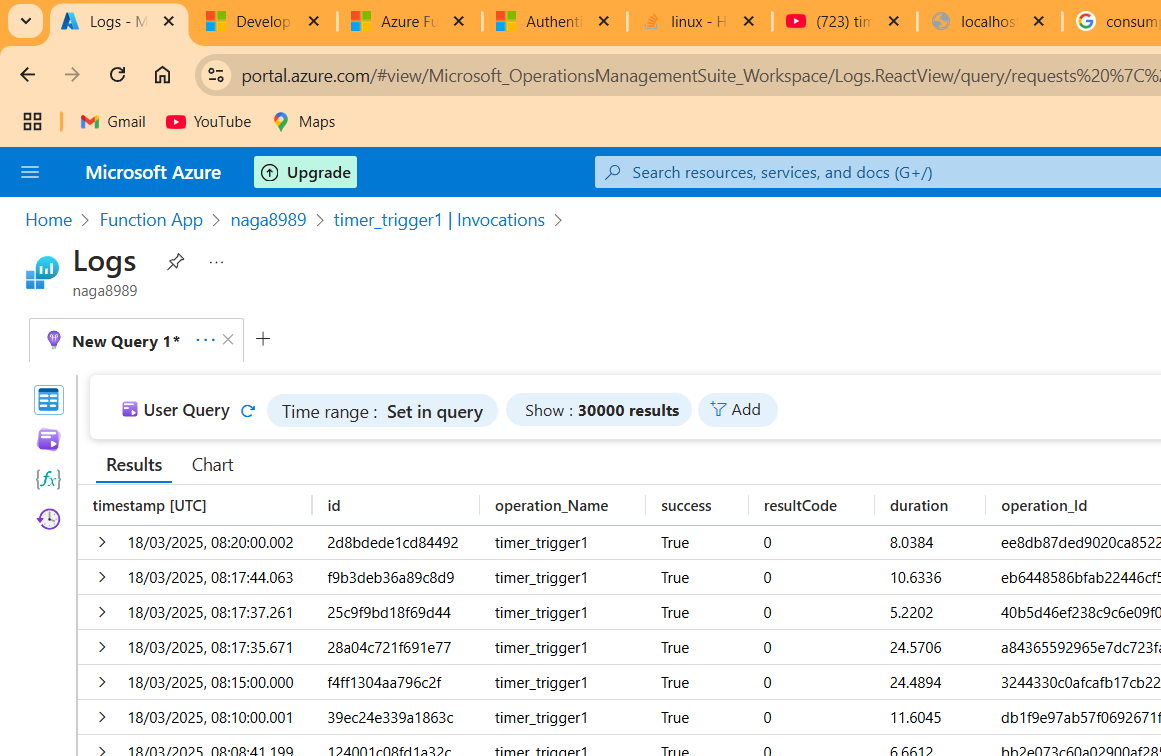 Logs - M
Develop
Azure Fu
Authenti
linux - H
(723) tim
localhos
consum
portal.azure.com/#view/Microsoft_OperationsManagementSuite_Workspace/Logs.ReactView/query/requests%20%7C%2
Gmail YouTube Maps
Microsoft Azure Upgrade Search resources, services, and docs (G+/)
Home > Function App > naga8989 > timer_trigger1 | Invocations >
Logs ...
naga8989
New Query 1* ... × +
User Query Time range : Set in query Show : 30000 results Add
{fx}
Results Chart
timestamp [UTC] id operation_Name success resultCode duration operation_Id
> 18/03/2025, 08:20:00.002 2d8bdede1cd84492 timer_trigger1 True 0 8.0384 ee8db87ded9020ca8522
> 18/03/2025, 08:17:44.063 f9b3deb36a89c8d9 timer_trigger1 True 0 10.6336 eb6448586bfab22446cf5
> 18/03/2025, 08:17:37.261 25c9f9bd18f69d44 timer_trigger1 True 0 5.2202 40b5d46ef238c9c6e09f0
> 18/03/2025, 08:17:35.671 28a04c721f691e77 timer_trigger1 True 0 24.5706 a84365592965e7dc723fa
> 18/03/2025, 08:15:00.000 f4ff1304aa796c2f timer_trigger1 True 0 24.4894 3244330c0afcafb17cb22
> 18/03/2025, 08:10:00.001 39ec24e339a1863c timer_trigger1 True 0 11.6045 db1f9e97ab57f0692671f
> 18/03/2025, 08:08:41.199 124001c08fd1a32c timer_trigger1 True 0 6.6612 bb2e073c60a02900af285